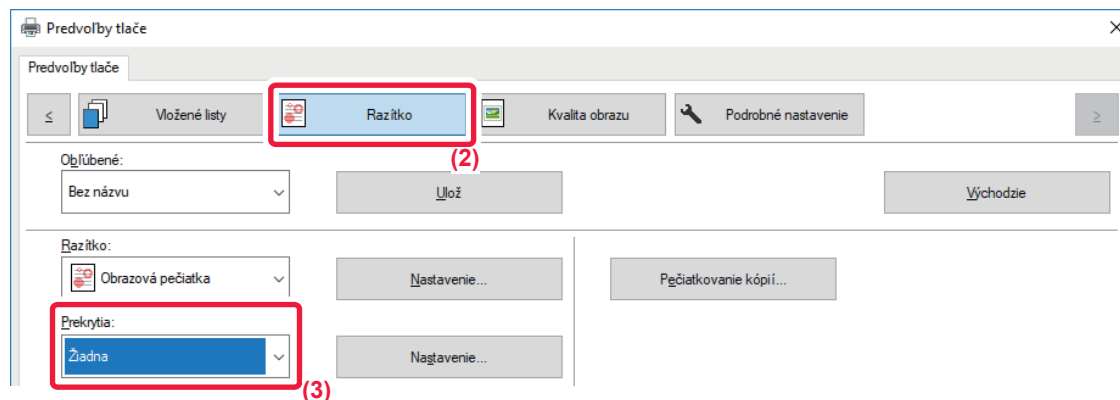 Predvoľby tlače
Predvoľby tlače
< Vložené listy Razítko Kvalita obrazu Podrobné nastavenie >
(2)
Obľúbené:
Bez názvu Ulož Východzie
Razítko:
Obrazová pečiatka Nastavenie... Pečiatkovanie kópií...
Prekrytia:
Žiadna Nastavenie...
(3)